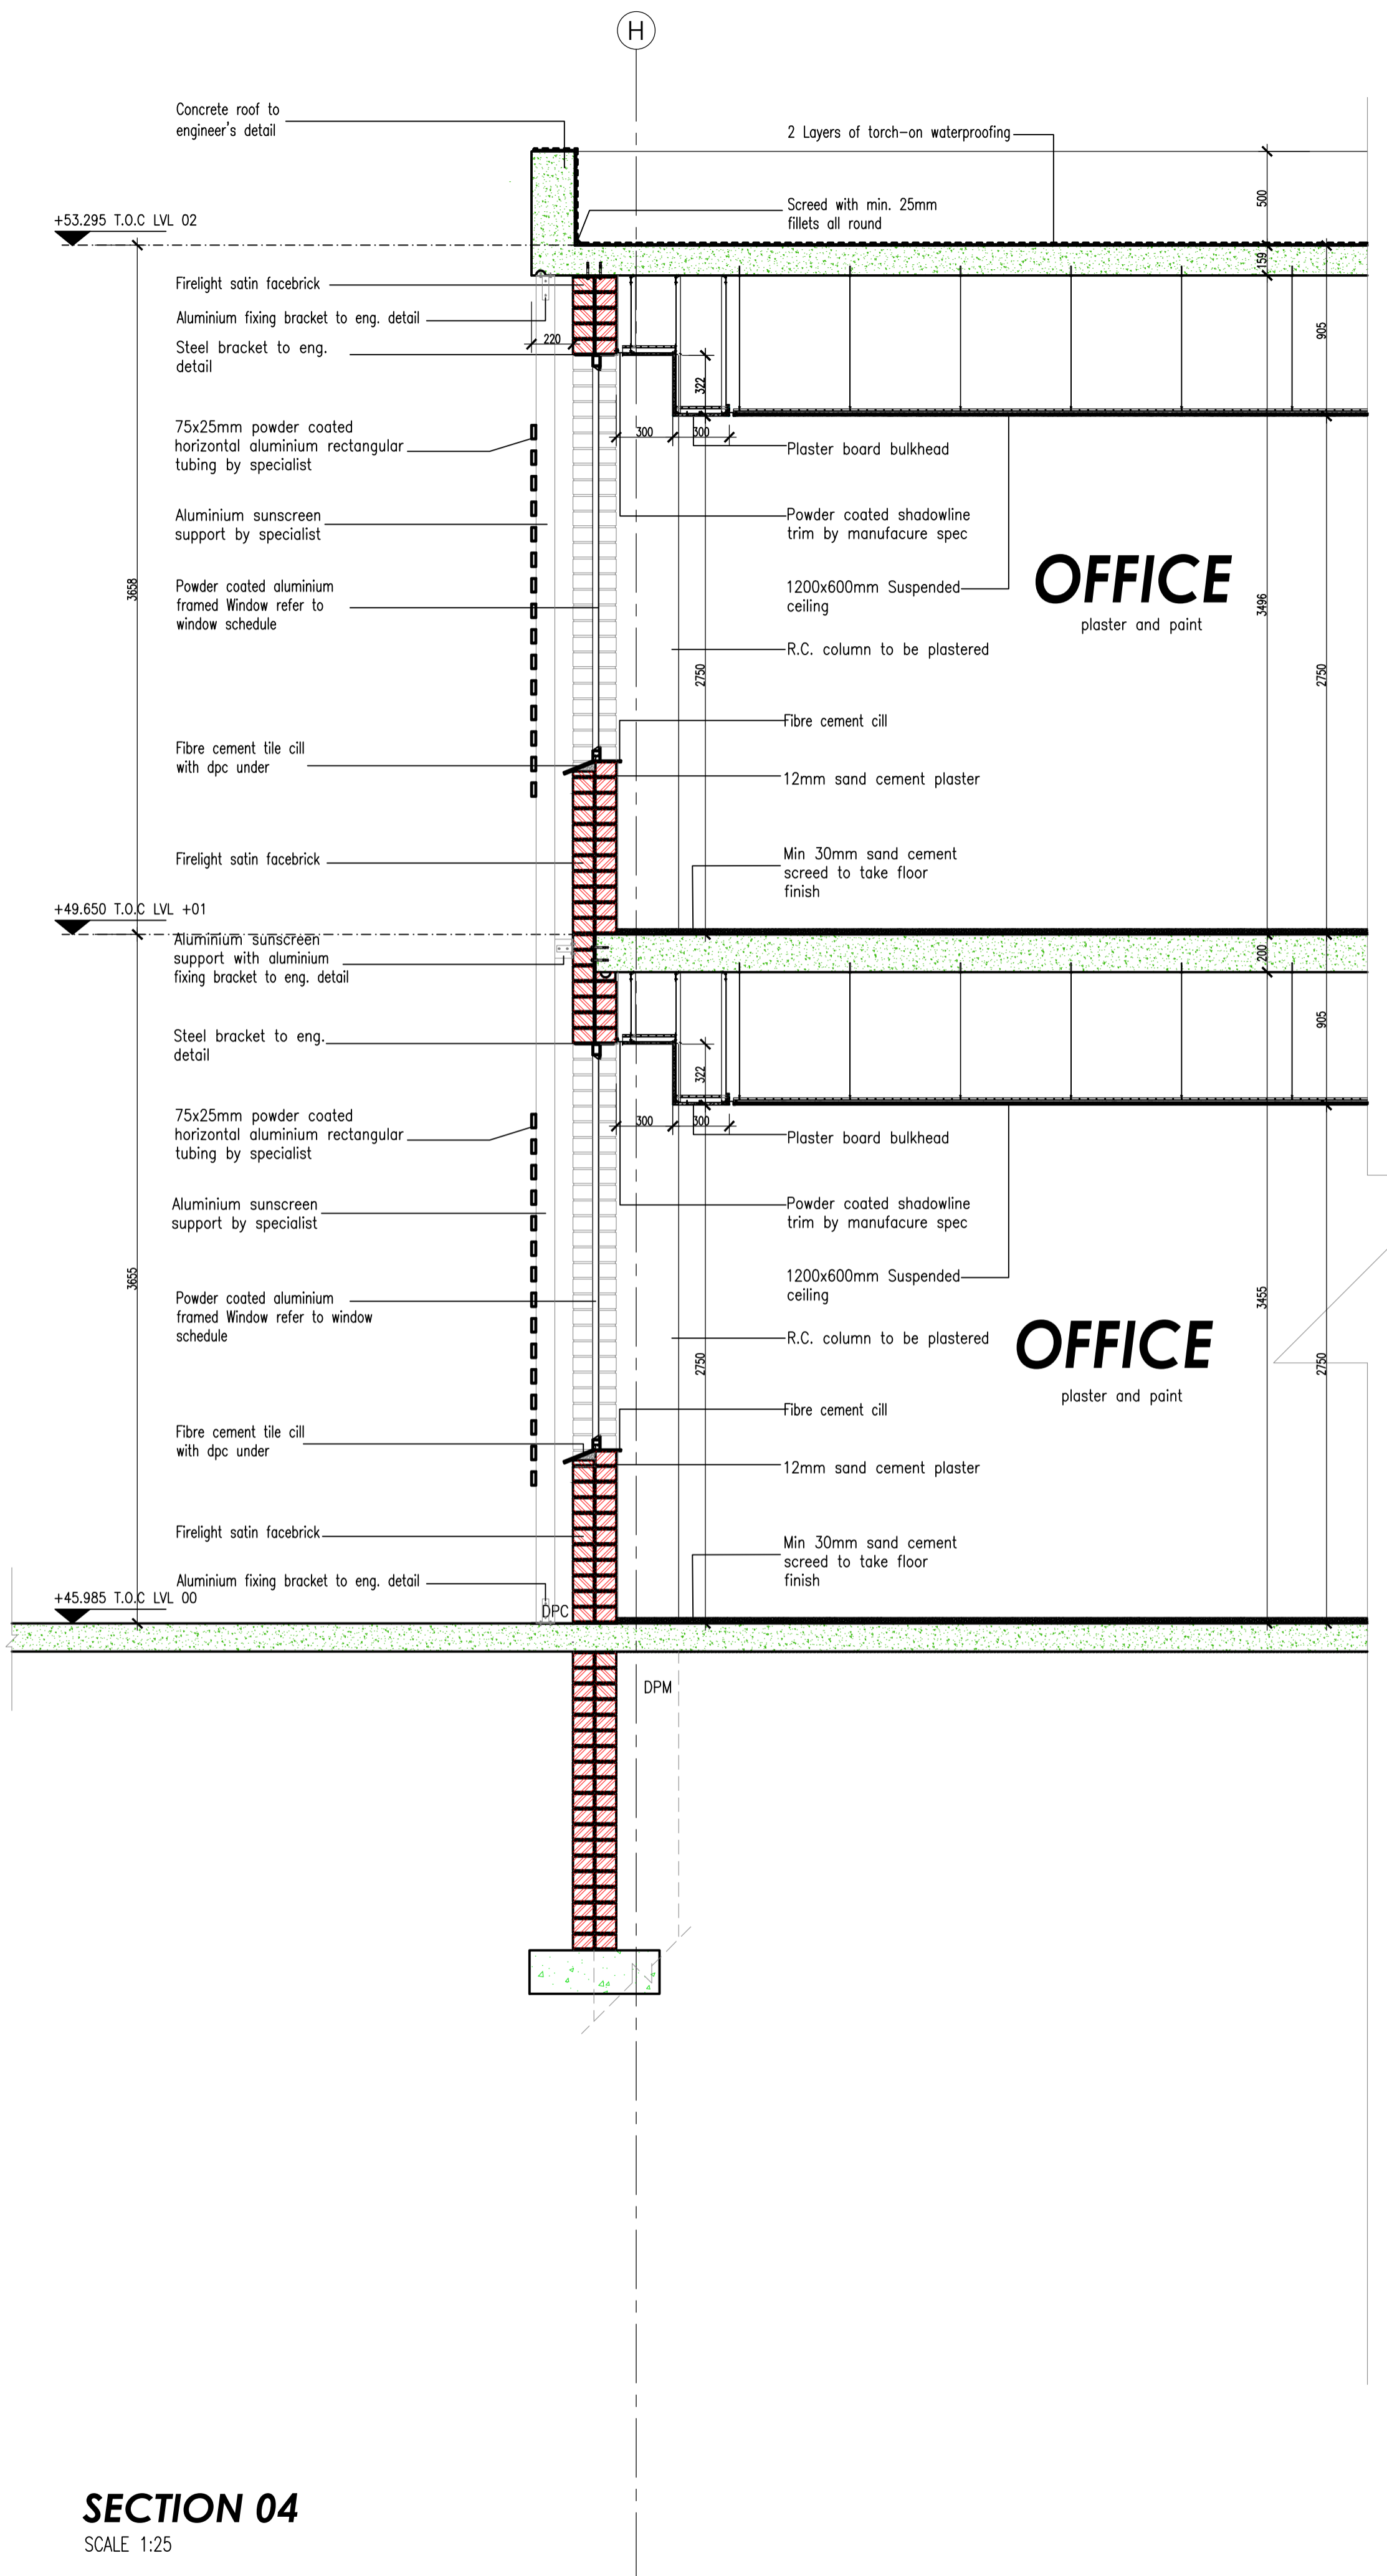 H
Concrete roof to
engineer's detail
2 Layers of torch-on waterproofing
500
Screed with min. 25mm
fillets all round
+53.295 T.O.C LVL 02
159
Firelight satin facebrick
Aluminium fixing bracket to eng. detail
Steel bracket to eng.
detail
220
905
322
300
300
75x25mm powder coated
horizontal aluminium rectangular
tubing by specialist
Plaster board bulkhead
Aluminium sunscreen
support by specialist
Powder coated shadowline
trim by manufacure spec
OFFICE
plaster and paint
3658
Powder coated aluminium
framed Window refer to
window schedule
1200x600mm Suspended
ceiling
3496
R.C. column to be plastered
2750
2750
Fibre cement cill
Fibre cement tile cill
with dpc under
12mm sand cement plaster
Firelight satin facebrick
Min 30mm sand cement
screed to take floor
finish
+49.650 T.O.C LVL +01
Aluminium sunscreen
support with aluminium
fixing bracket to eng. detail
200
905
Steel bracket to eng.
detail
322
300
300
75x25mm powder coated
horizontal aluminium rectangular
tubing by specialist
Plaster board bulkhead
Aluminium sunscreen
support by specialist
Powder coated shadowline
trim by manufacure spec
3655
Powder coated aluminium
framed Window refer to window
schedule
1200x600mm Suspended
ceiling
3455
R.C. column to be plastered
OFFICE
plaster and paint
2750
2750
Fibre cement cill
Fibre cement tile cill
with dpc under
12mm sand cement plaster
Firelight satin facebrick
Min 30mm sand cement
screed to take floor
finish
Aluminium fixing bracket to eng. detail
+45.985 T.O.C LVL 00
DPC
DPM
SECTION 04
SCALE 1:25